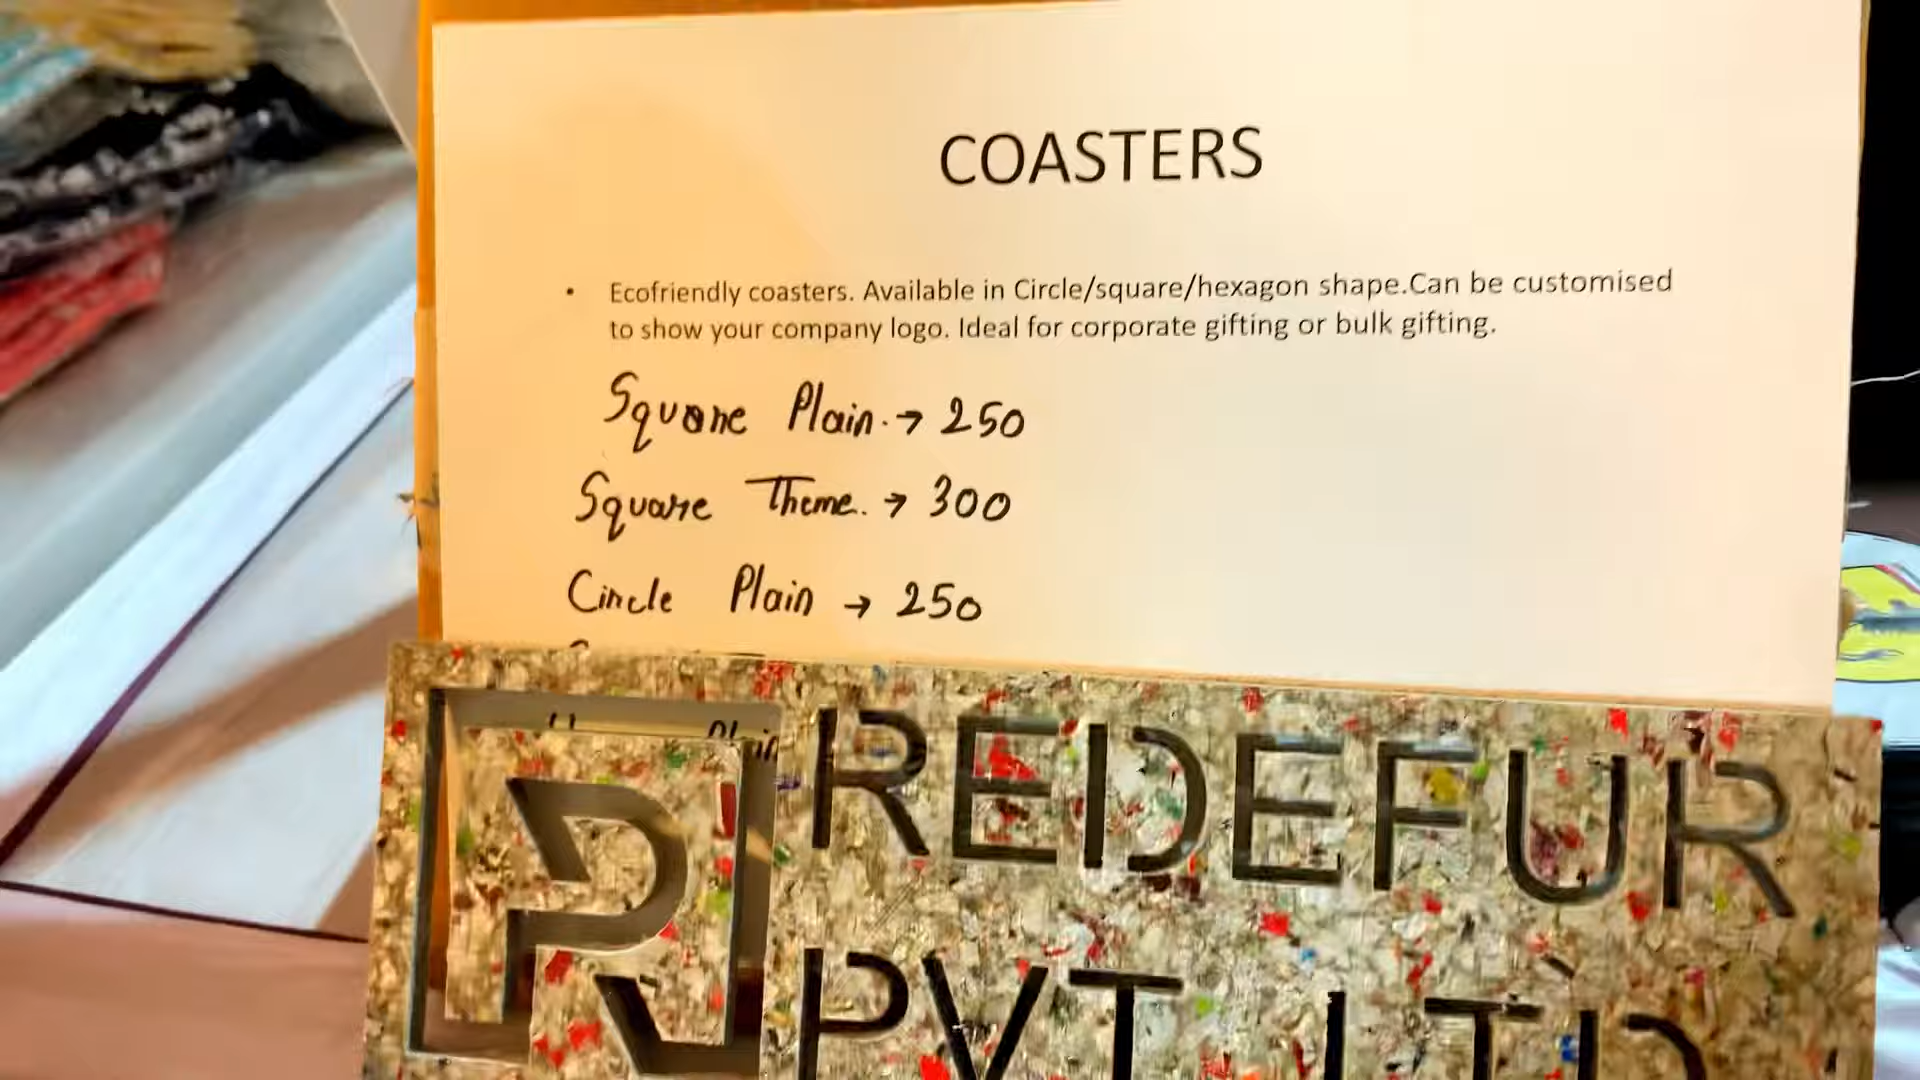 COASTERS
• Ecofriendly coasters. Available in Circle/square/hexagon shape.Can be customised
to show your company logo. Ideal for corporate gifting or bulk gifting.
Square Plain. → 250
Square Theme. → 300
Circle Plain → 250
REDEFUR
PVT LTD